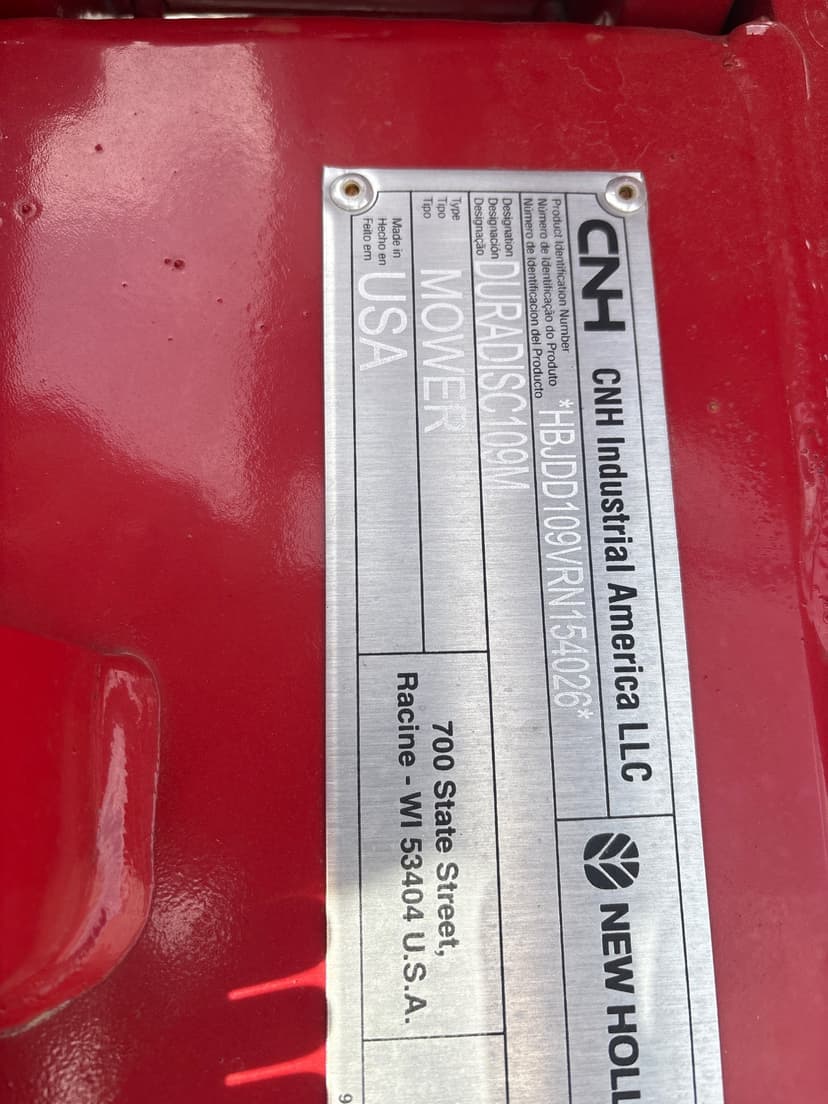 CNH CNH Industrial America LLC
NEW HOLL
Product Identification Number
Número de Identificação do Produto
Número de Identificacion del Producto
*HBJDD109VRN154026*
Designation
Designación
Designação
DURADISC109M
Type
Tipo
Tipo
MOWER
Made in
Hecho en
Feito em
USA
700 State Street,
Racine - WI 53404 U.S.A.
9